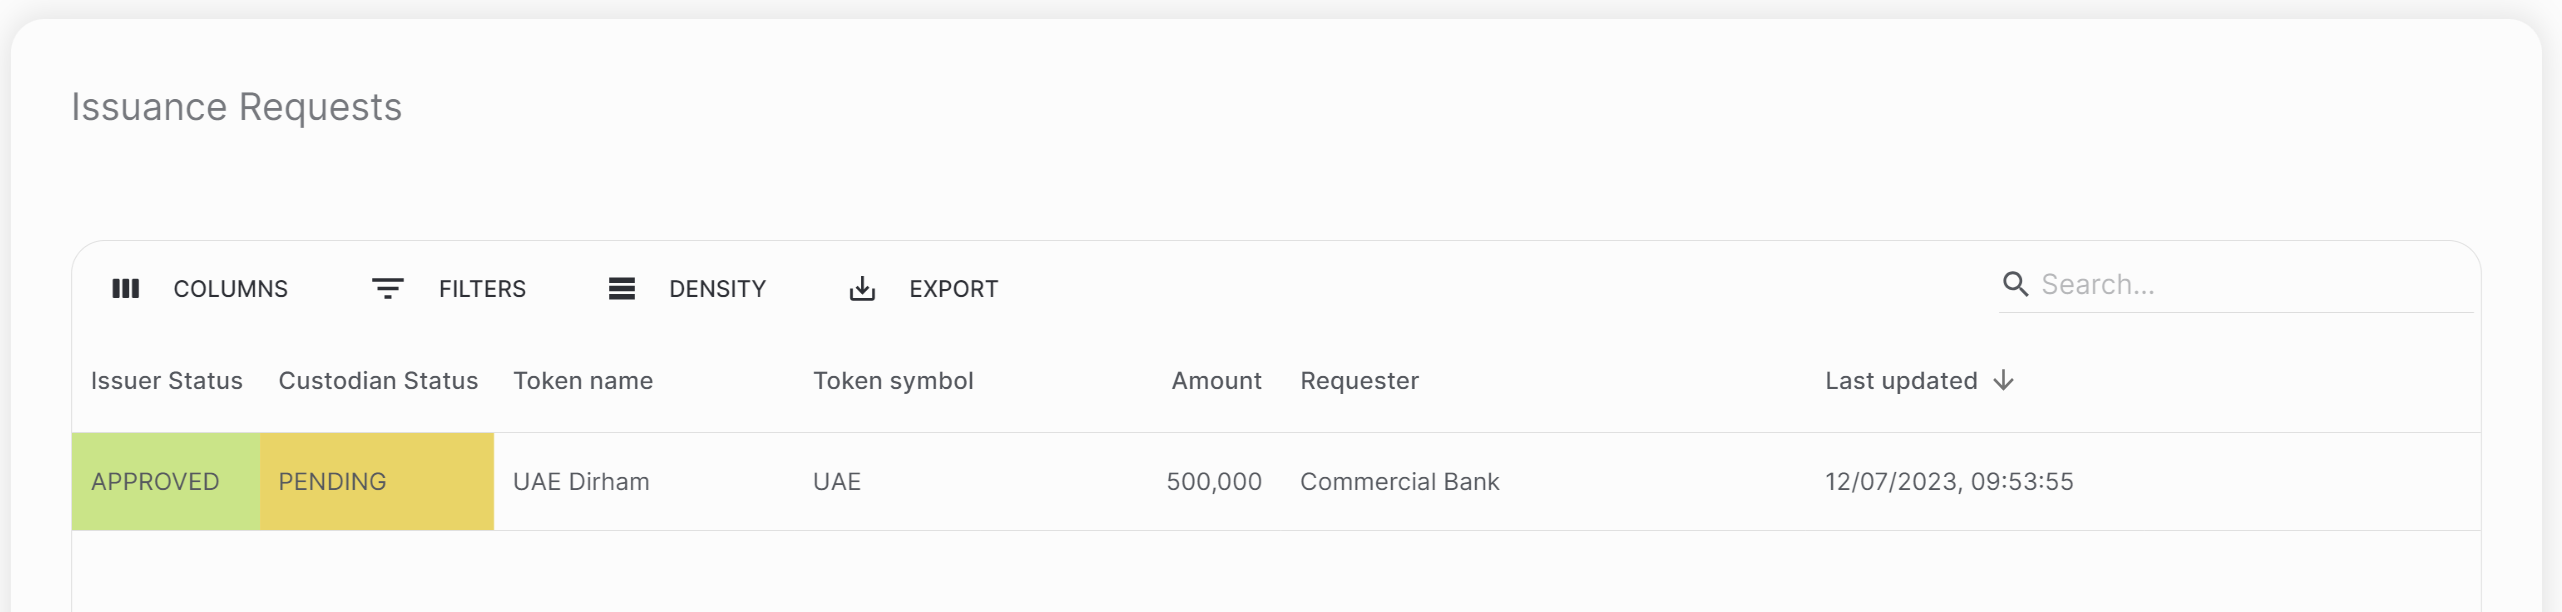 Issuance Requests
COLUMNS FILTERS DENSITY EXPORT Search...
Issuer Status Custodian Status Token name Token symbol Amount Requester Last updated
APPROVED PENDING UAE Dirham UAE 500,000 Commercial Bank 12/07/2023, 09:53:55